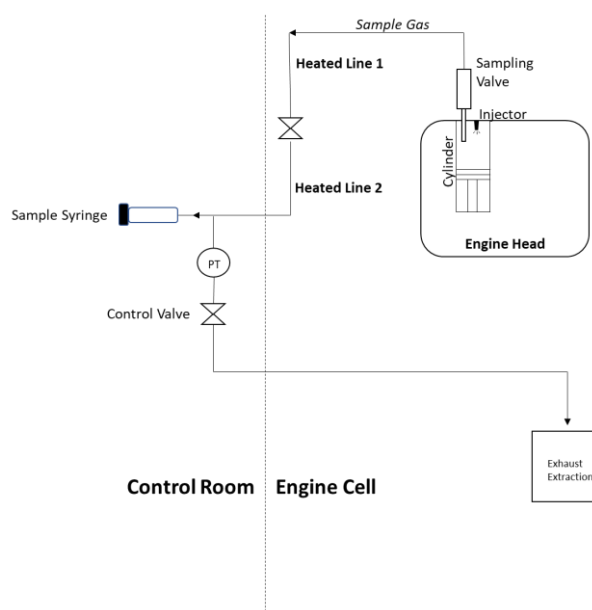 Sample Gas
Heated Line 1
Sampling
Valve
Injector
Cylinder
Heated Line 2
Sample Syringe
Engine Head
PT
Control Valve
Exhaust
Extraction
Control Room
Engine Cell